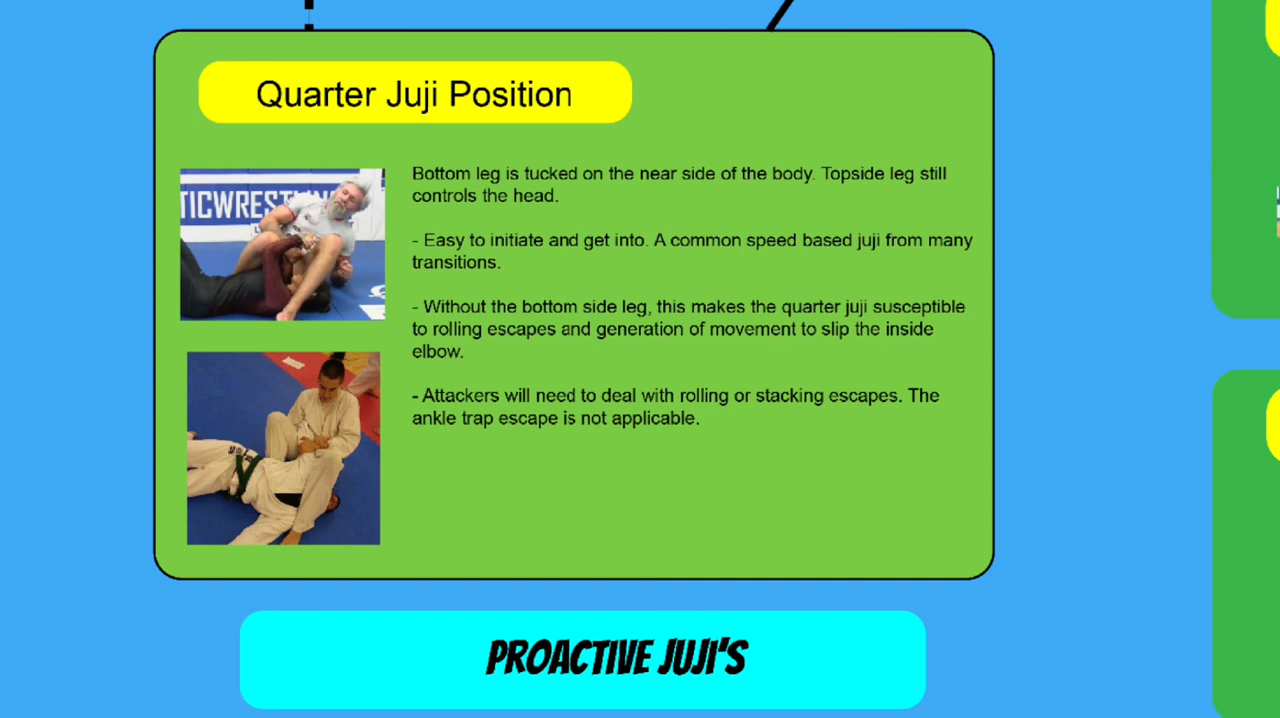 Quarter Juji Position
TICWRESTLING
Bottom leg is tucked on the near side of the body. Topside leg still
controls the head.
- Easy to initiate and get into. A common speed based juji from many
transitions.
- Without the bottom side leg, this makes the quarter juji susceptible
to rolling escapes and generation of movement to slip the inside
elbow.
- Attackers will need to deal with rolling or stacking escapes. The
ankle trap escape is not applicable.
PROACTIVE JUJI'S